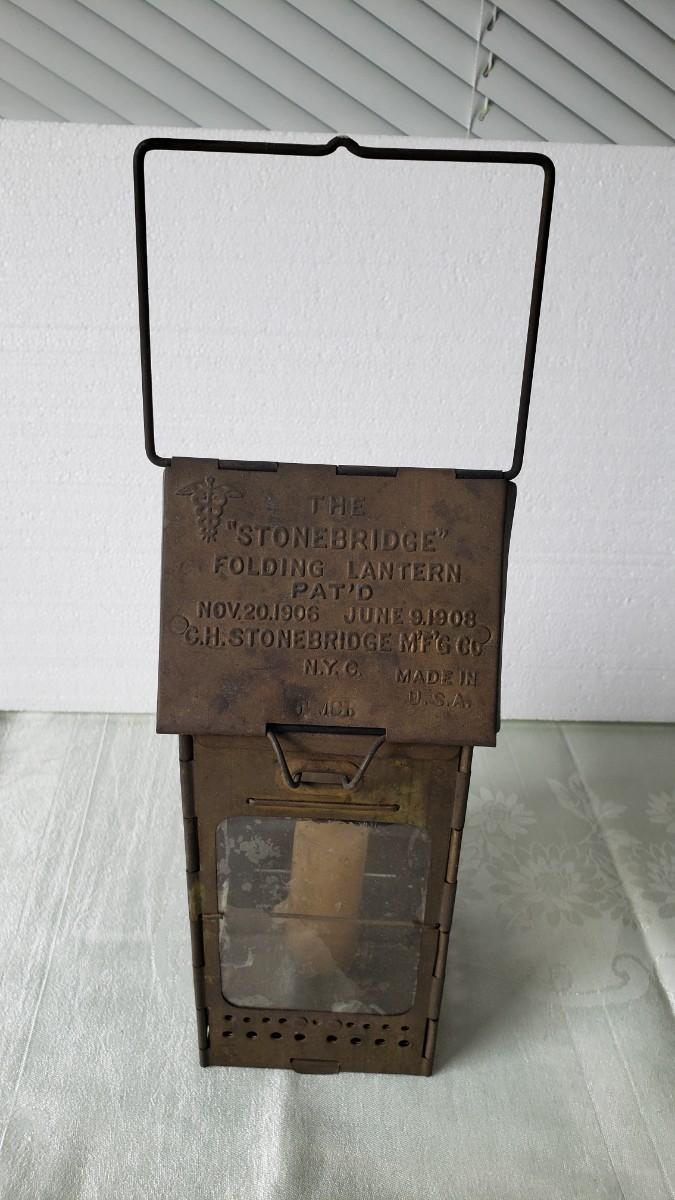 THE
"STONEBRIDGE"
FOLDING LANTERN
PAT'D
NOV.20.1906 JUNE 9.1908
C.H. STONEBRIDGE M'F'G CO
N.Y.C.
MADE IN
U.S.A.